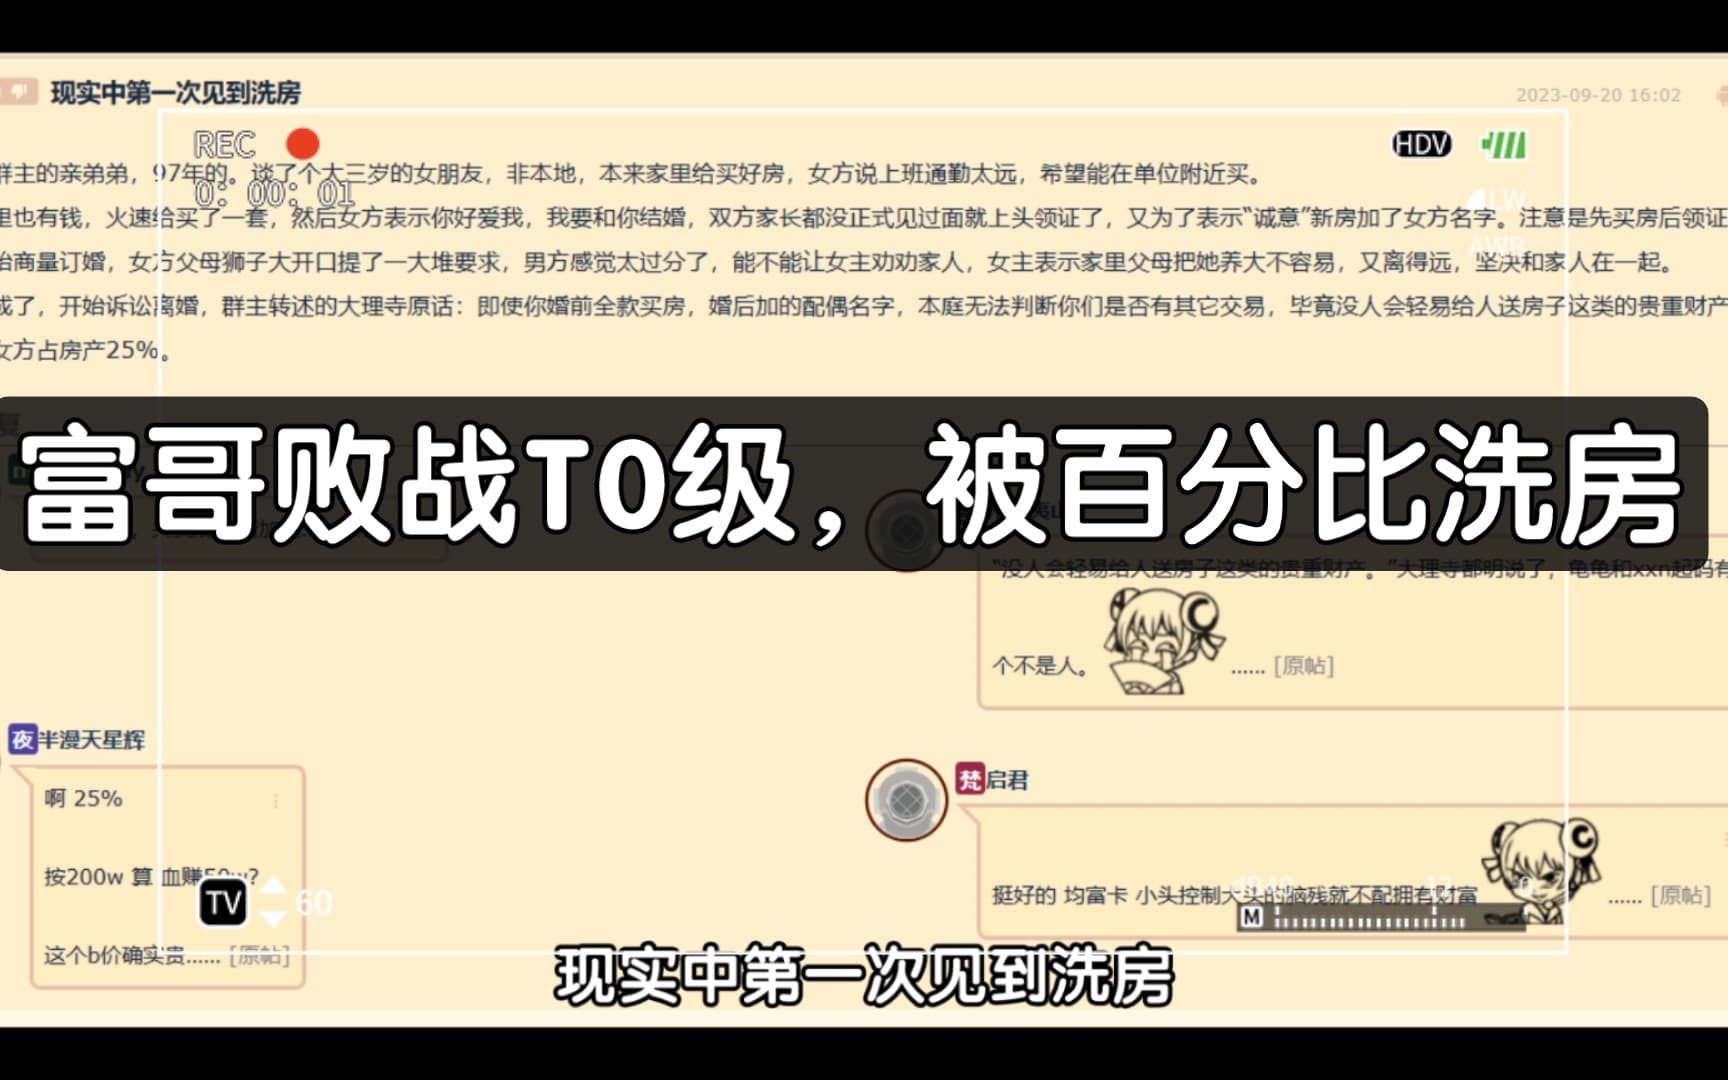 现实中第一次见到洗房
2023-09-20 16:02
REC
HDV
群主的亲弟弟，97年的。谈了个大三岁的女朋友，非本地，本来家里给买好房，女方说上班通勤太远，希望能在单位附近买。
0: 00: 01
LW
里也有钱，火速给买了一套，然后女方表示你好爱我，我要和你结婚，双方家长都没正式见过面就上头领证了，又为了表示“诚意”新房加了女方名字。注意是先买房后领证
AWB
始商量订婚，女方父母狮子大开口提了一大堆要求，男方感觉太过分了，能不能让女主劝劝家人，女主表示家里父母把她养大不容易，又离得远，坚决和家人在一起。
成了，开始诉讼离婚，群主转述的大理寺原话：即使你婚前全款买房，婚后加的配偶名字，本庭无法判断你们是否有其它交易，毕竟没人会轻易给人送房子这类的贵重财产
女方占房产25%。
富哥败战T0级，被百分比洗房
“没人会轻易给人送房子这类的贵重财产。”大理寺都明说了，龟龟和xxn起码有
个不是人。 ...... [原帖]
夜 半漫天星辉
梵 启君
啊 25%
按200w 算 血赚50w?
挺好的 均富卡 小头控制大头的脑残就不配拥有财富 ...... [原帖]
TV 60
M
这个b价确实贵...... [原帖]
现实中第一次见到洗房